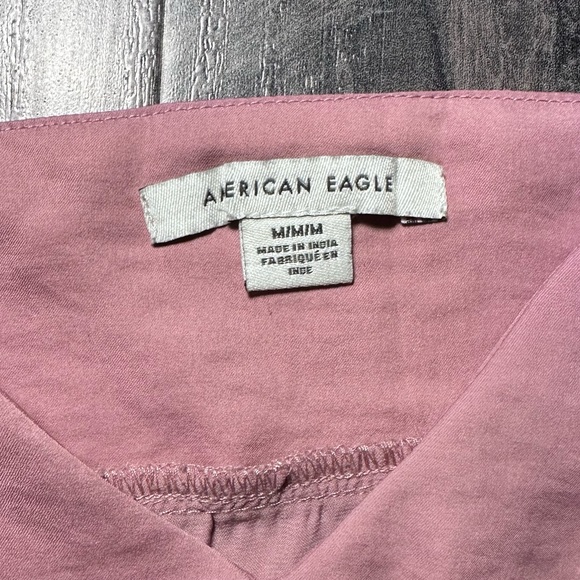 AMERICAN EAGLE
M/M/M
MADE IN INDIA
FABRIQUÉ EN
INDE